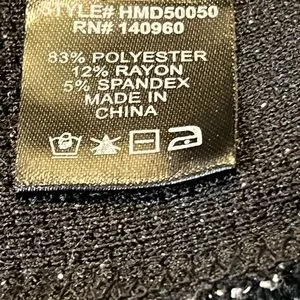 STYLE# HMD50050
RN# 140960
83% POLYESTER
12% RAYON
5% SPANDEX
MADE IN
CHINA